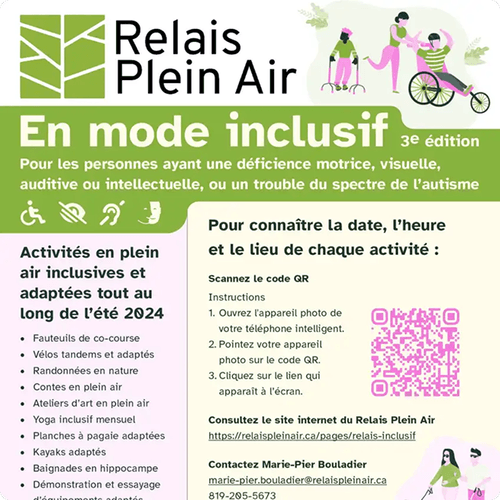 Relais
Plein Air
En mode inclusif 3e édition
Pour les personnes ayant une déficience motrice, visuelle,
auditive ou intellectuelle, ou un trouble du spectre de l'autisme
Activités en plein
air inclusives et
adaptées tout au
long de l'été 2024
• Fauteuils de co-course
• Vélos tandems et adaptés
• Randonnées en nature
• Contes en plein air
• Ateliers d'art en plein air
• Yoga inclusif mensuel
• Planches à pagaie adaptées
• Kayaks adaptés
• Baignades en hippocampe
• Démonstration et essayage
d'équipements adaptés
Pour connaître la date, l'heure
et le lieu de chaque activité :
Scannez le code QR
Instructions
1. Ouvrez l'appareil photo de
votre téléphone intelligent.
2. Pointez votre appareil
photo sur le code QR.
3. Cliquez sur le lien qui
apparaît à l'écran.
Consultez le site internet du Relais Plein Air
https://relaispleinair.ca/pages/relais-inclusif
Contactez Marie-Pier Bouladier
marie-pier.bouladier@relaispleinair.ca
819-205-5673